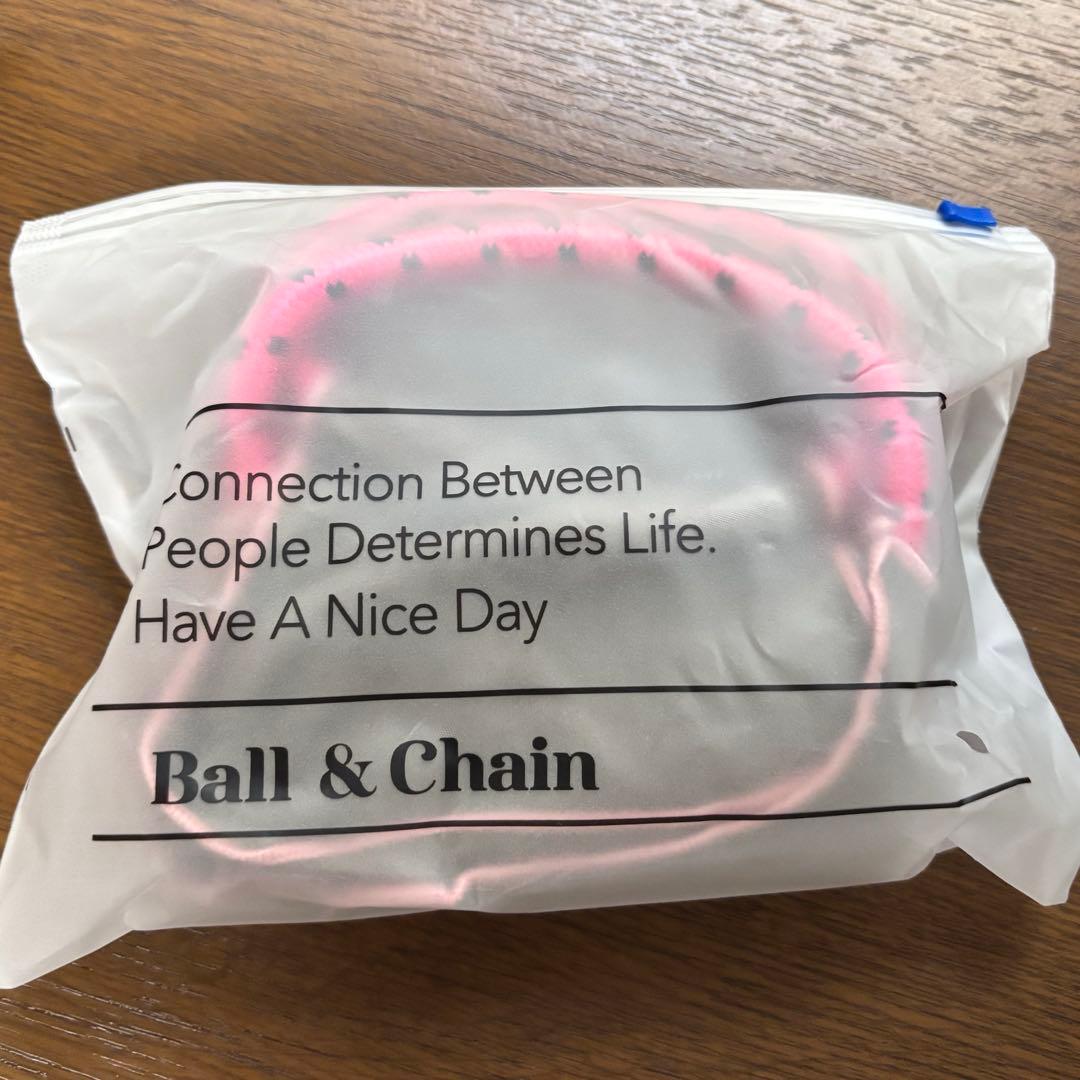 Connection Between
People Determines Life.
Have A Nice Day
Ball & Chain